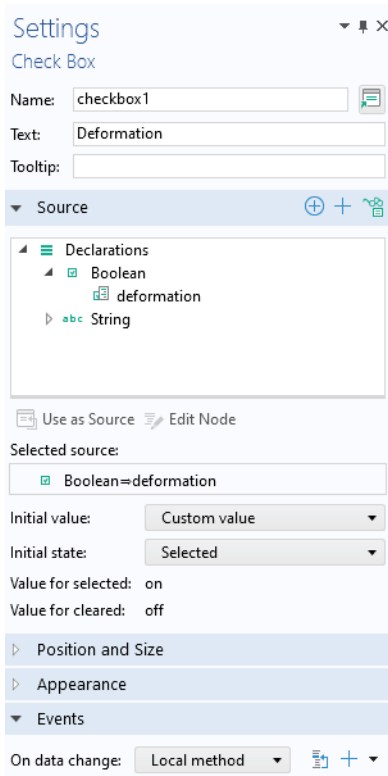 Settings
Check Box
Name: checkbox1
Text: Deformation
Tooltip:
Source
Declarations
Boolean
deformation
abc String
Use as Source Edit Node
Selected source:
Boolean⇒deformation
Initial value: Custom value
Initial state: Selected
Value for selected: on
Value for cleared: off
Position and Size
Appearance
Events
On data change: Local method